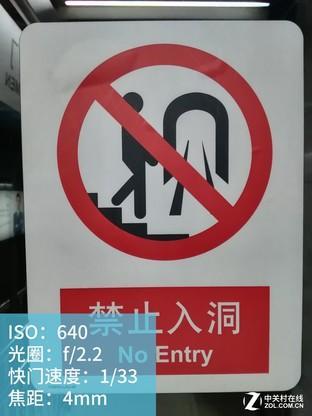 禁止入洞
No Entry
ISO：640
光圈：f/2.2
快门速度：1/33
焦距：4mm
中关村在线
ZOL.COM.CN